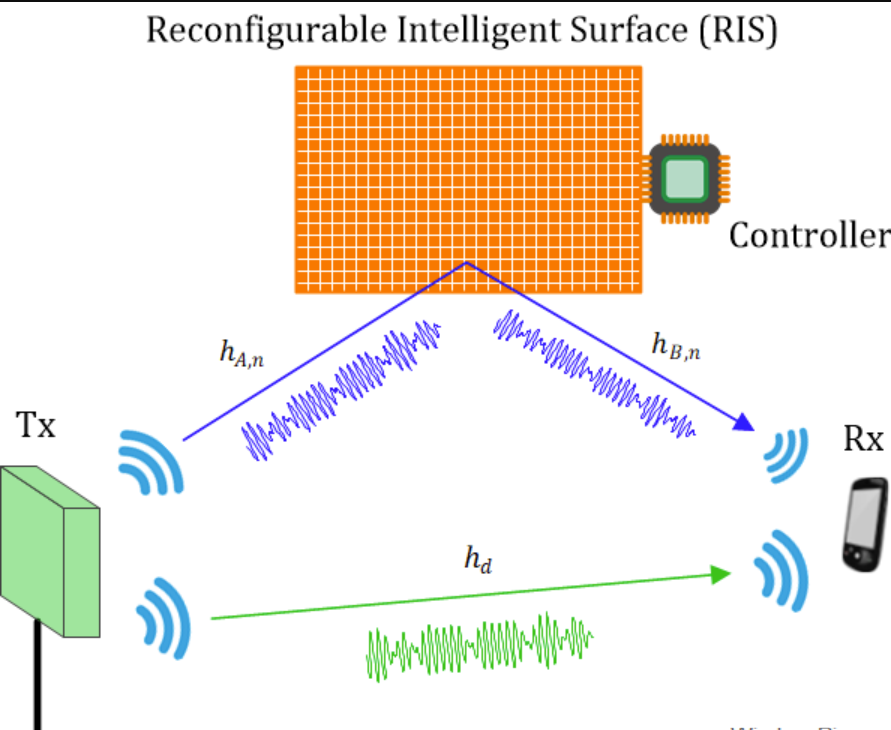 Reconfigurable Intelligent Surface (RIS)
Controller
h_{A,n}
h_{B,n}
Tx
Rx
h_d